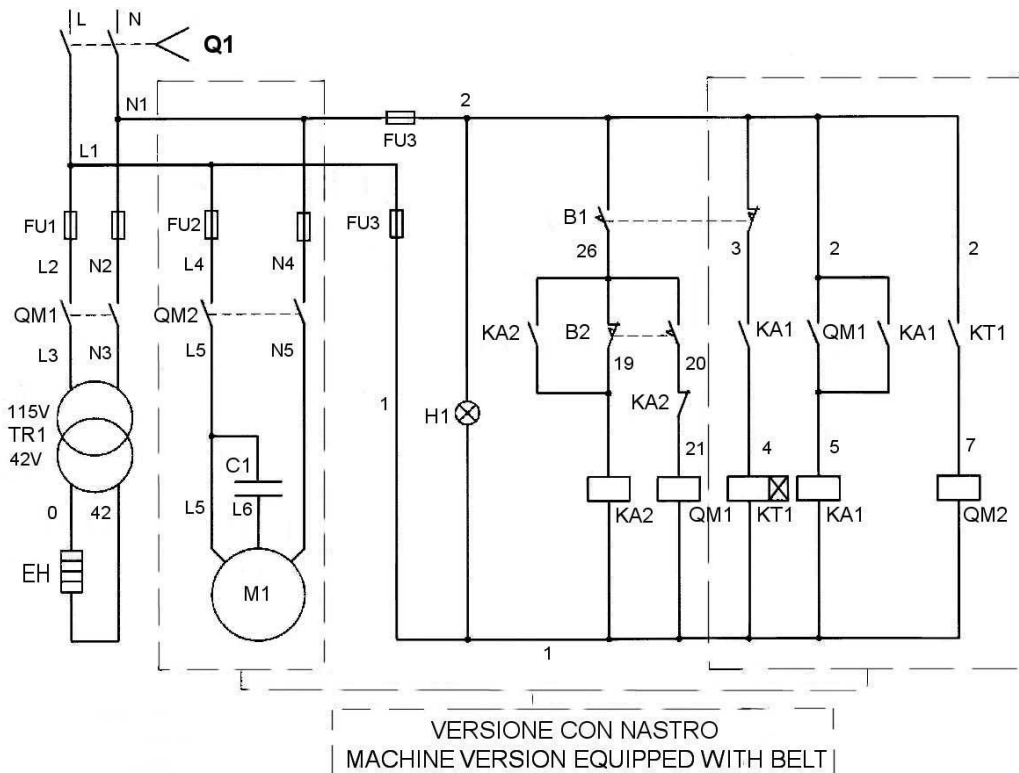 L N
Q1
N1
2
FU3
L1
FU1 FU2 FU3
B1
26 3 2 2
L2 N2 L4 N4
QM1 QM2 KA2 B2 KA1 QM1 KA1 KT1
L3 N3 L5 N5
19 20
KA2
1
115V
TR1
42V
H1
C1
21 4 5 7
L5 L6
0 42
KA2 QM1 KT1 KA1 QM2
EH
M1
1
VERSIONE CON NASTRO
MACHINE VERSION EQUIPPED WITH BELT